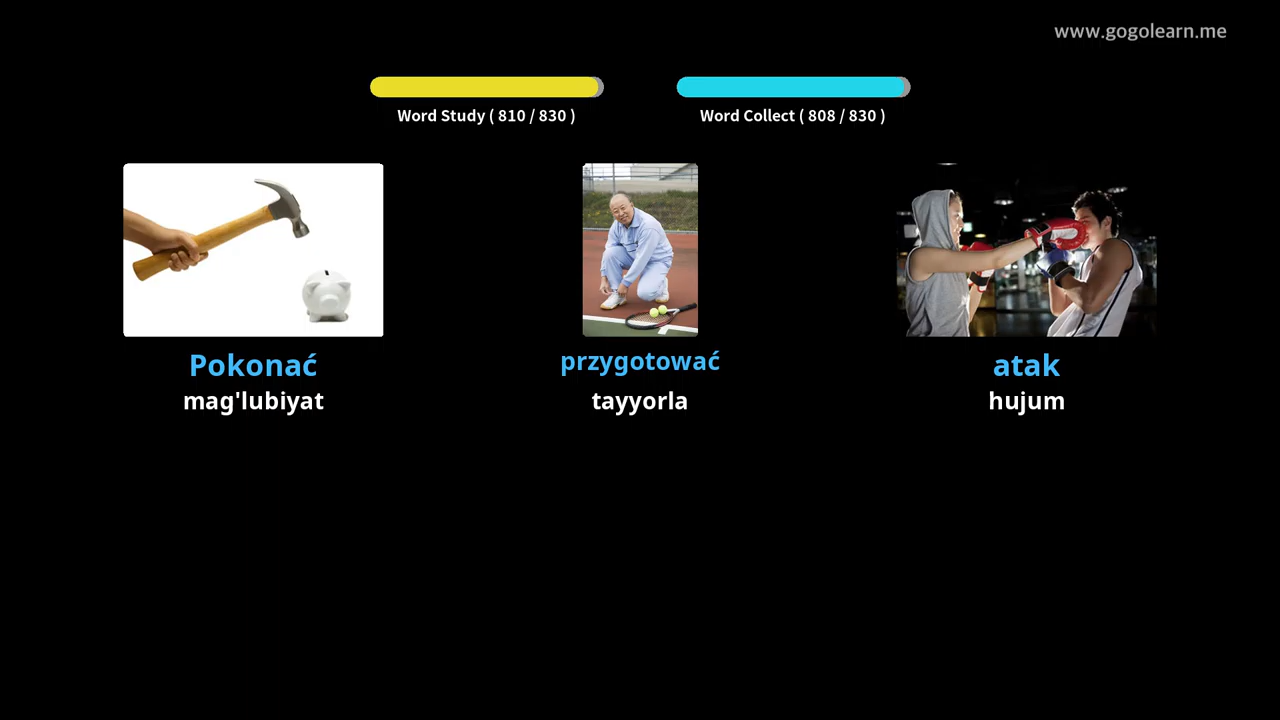 www.gogolearn.me
Word Study ( 810 / 830 )
Word Collect ( 808 / 830 )
Pokonać
mag'lubiyat
przygotować
tayyorla
atak
hujum